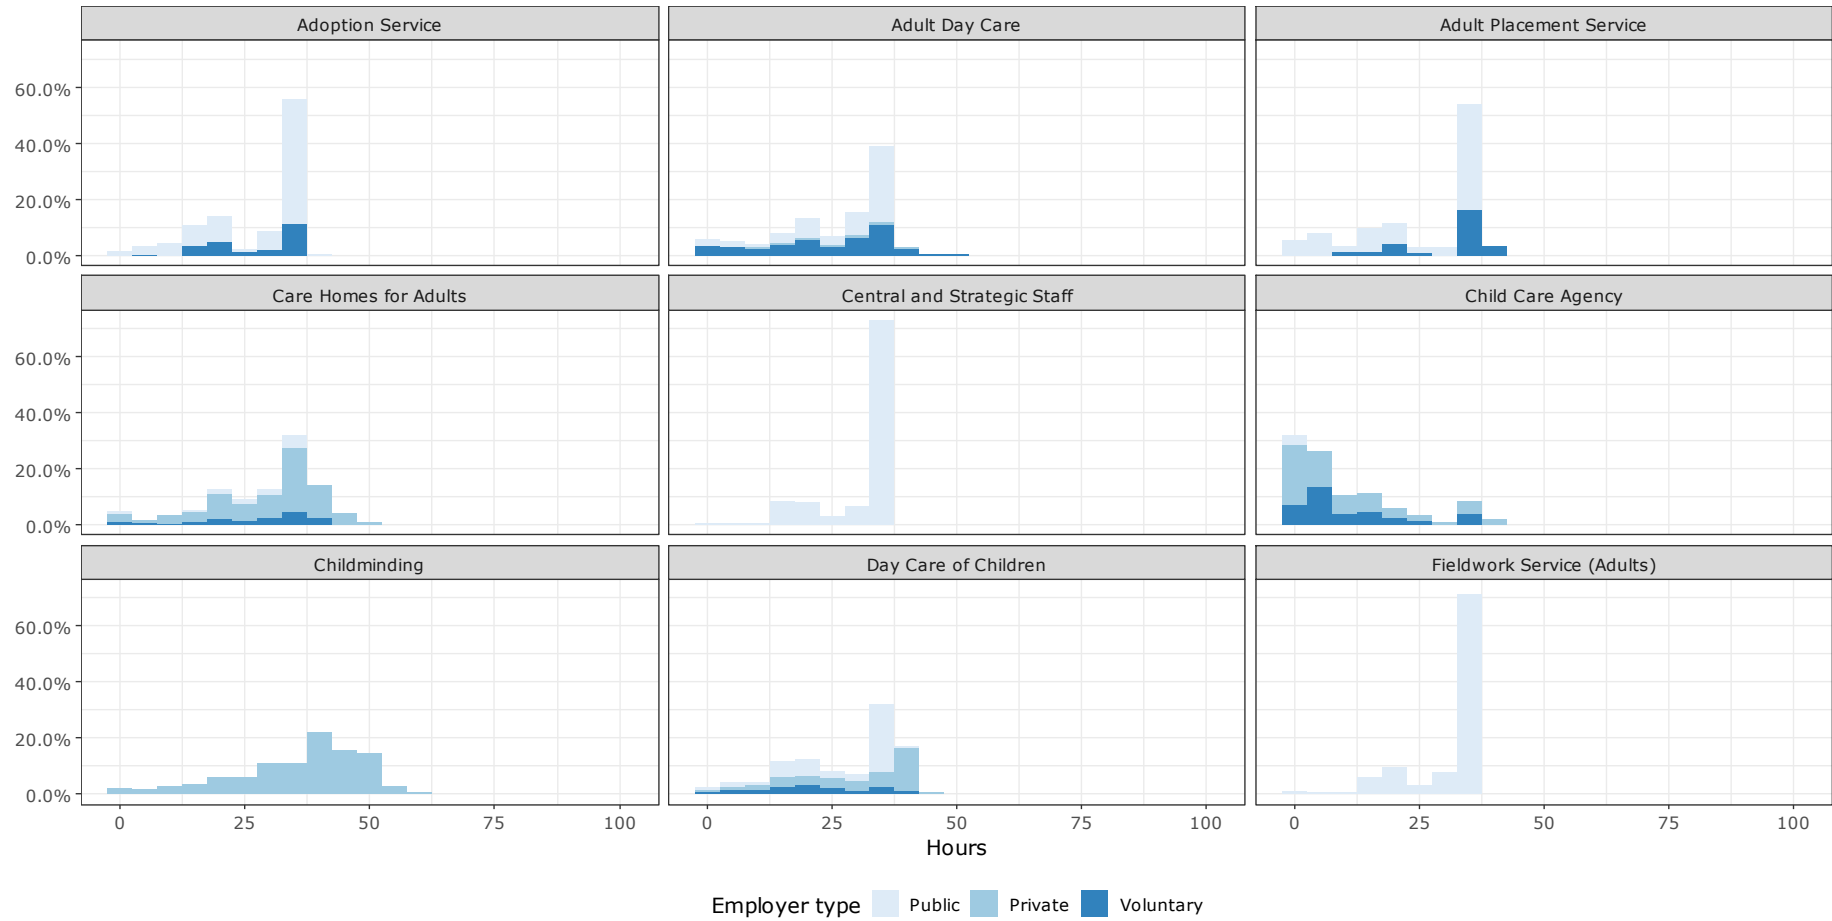 Adoption Service
Adult Day Care
Adult Placement Service
60.0%
40.0%
20.0%
0.0%
Care Homes for Adults
Central and Strategic Staff
Child Care Agency
60.0%
40.0%
20.0%
0.0%
Childminding
Day Care of Children
Fieldwork Service (Adults)
60.0%
40.0%
20.0%
0.0%
0 25 50 75 100
0 25 50 75 100
0 25 50 75 100
Hours
Employer type Public Private Voluntary